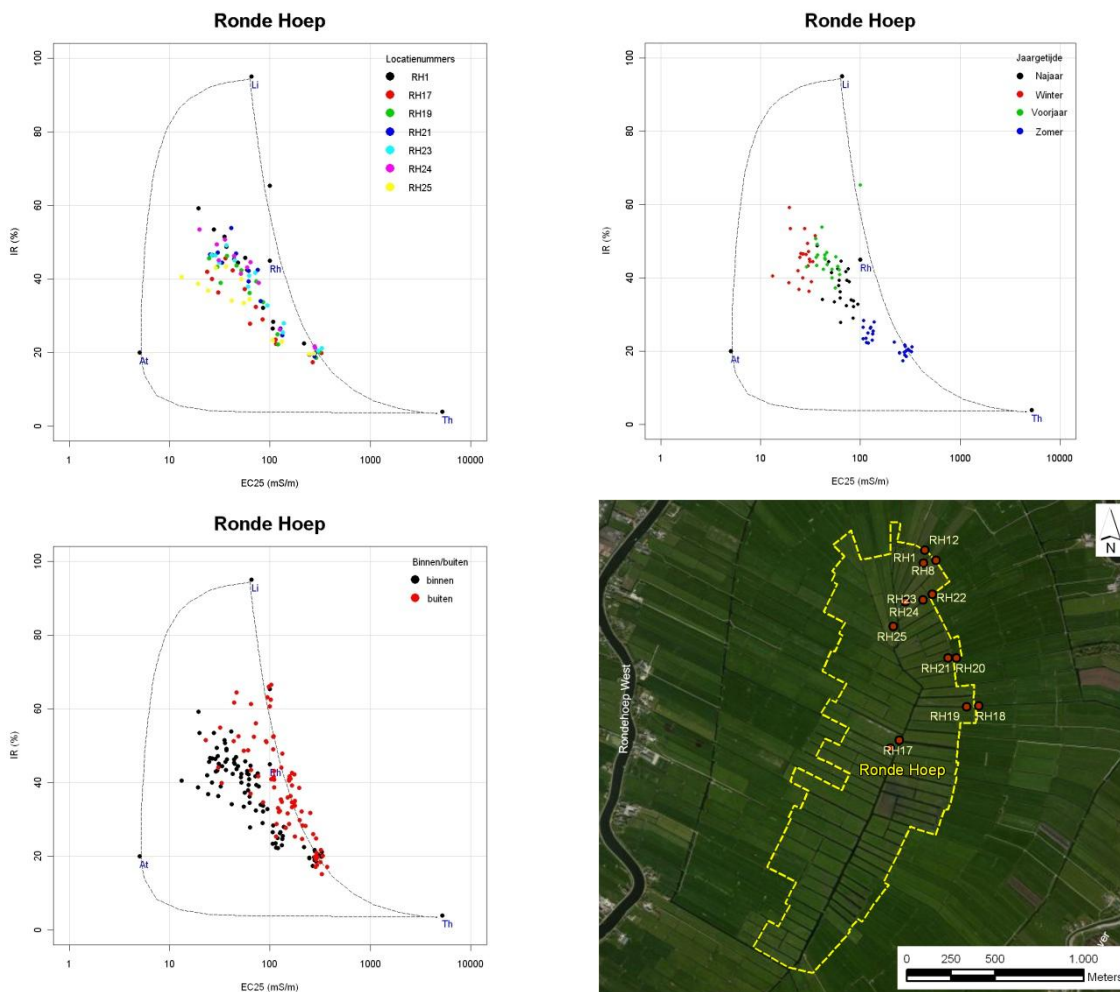 Ronde Hoep
Locatienummers
RH1
RH17
RH19
RH21
RH23
RH24
RH25
Li
Rh
At
Th
IR (%)
0
20
40
60
80
100
1
10
100
1000
10000
EC25 (mS/m)
Ronde Hoep
Jaargetijde
Najaar
Winter
Voorjaar
Zomer
Li
Rh
At
Th
IR (%)
0
20
40
60
80
100
1
10
100
1000
10000
EC25 (mS/m)
Ronde Hoep
Binnen/buiten
binnen
buiten
Li
Rh
At
Th
IR (%)
0
20
40
60
80
100
1
10
100
1000
10000
EC25 (mS/m)
N
RH12
RH1
RH8
RH22
RH23
RH24
RH25
RH21 RH20
RH19 RH18
RH17
Ronde Hoep
Rondehoep West
0 250 500 1.000
Meters